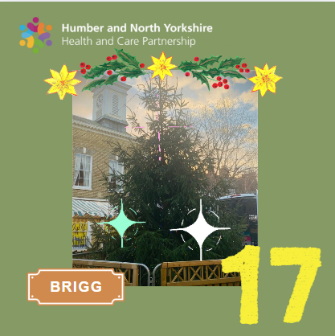 Humber and North Yorkshire
Health and Care Partnership
BRIGG
17